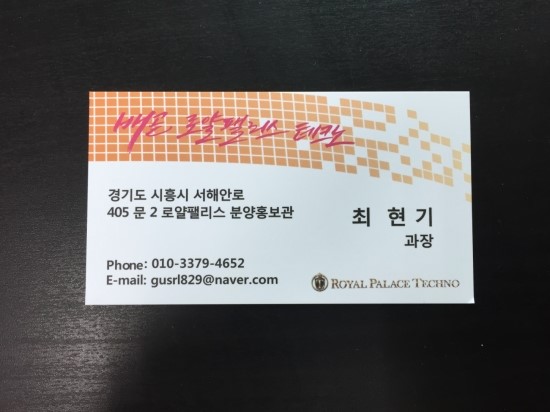 배곧, 로얄팰리스 테크노
경기도 시흥시 서해안로
405 문 2 로얄팰리스 분양홍보관
최 현 기
과장
Phone: 010-3379-4652
E-mail: gusrl829@naver.com
ROYAL PALACE TECHNO